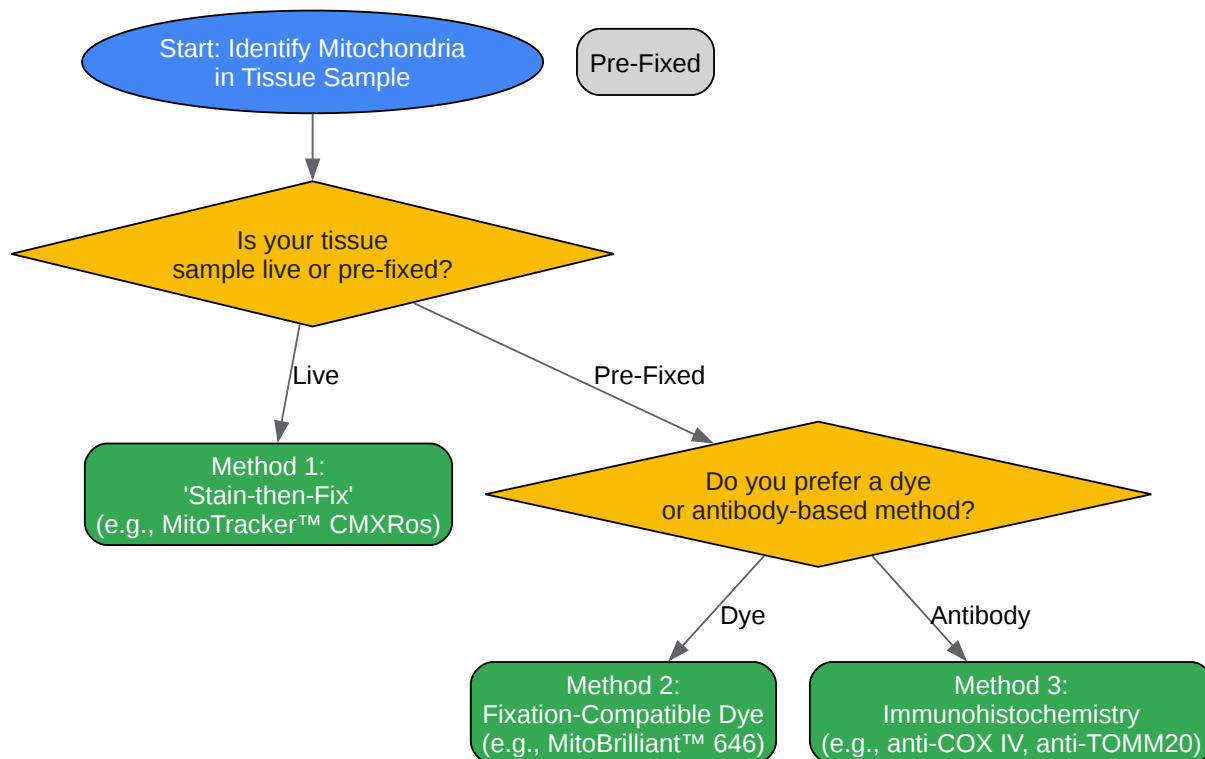 Start: Identify Mitochondria
in Tissue Sample
Pre-Fixed
Is your tissue
sample live or pre-fixed?
Live
Pre-Fixed
Method 1:
'Stain-then-Fix'
(e.g., MitoTracker™ CMXRos)
Do you prefer a dye
or antibody-based method?
Dye
Antibody
Method 2:
Fixation-Compatible Dye
(e.g., MitoBrilliant™ 646)
Method 3:
Immunohistochemistry
(e.g., anti-COX IV, anti-TOMM20)